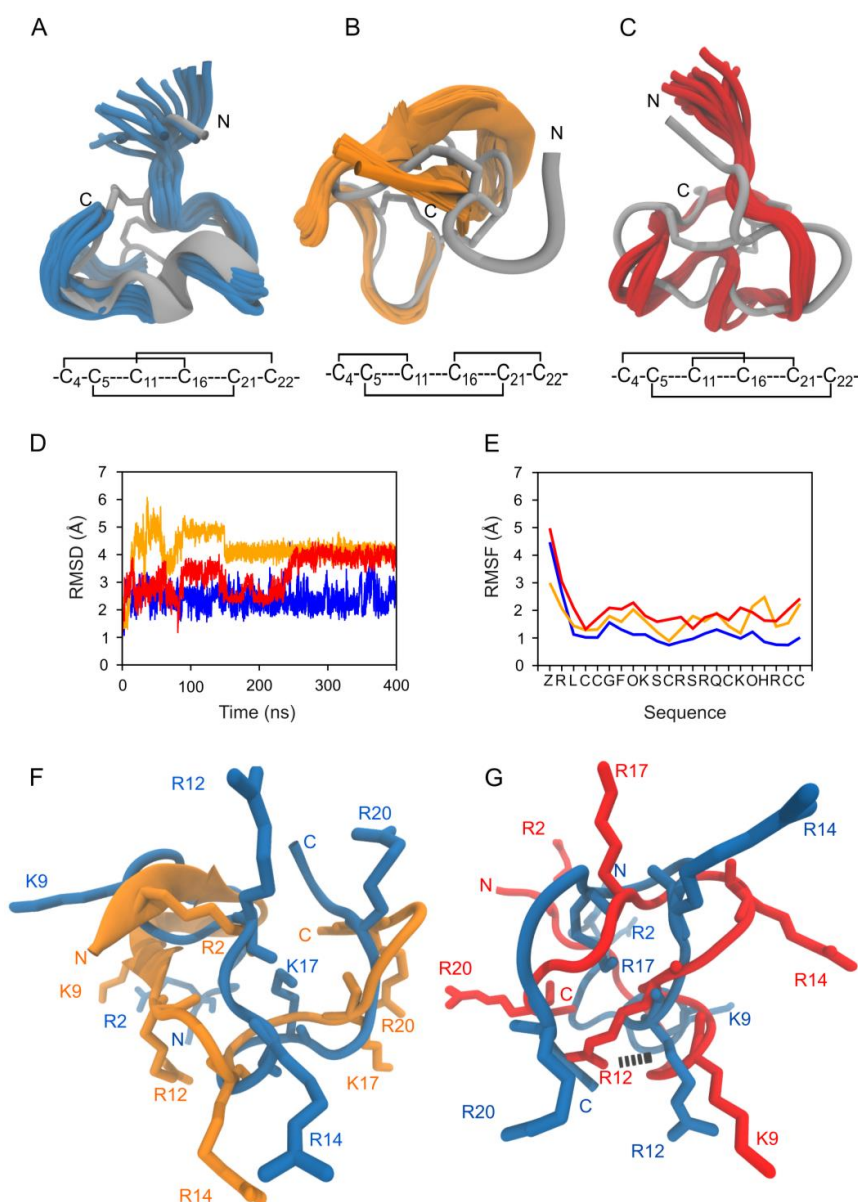 A
B
C
N
C
N
C
N
C
-C4-C5---C11---C16----C21-C22-
-C4-C5---C11---C16----C21-C22-
-C4-C5---C11---C16----C21-C22-
D
E
7
6
5
4
3
2
1
0
RMSD (Å)
0
100
200
300
400
Time (ns)
7
6
5
4
3
2
1
0
RMSF (Å)
ZRLCCGFOKSCRSRQCKOHRCC
Sequence
F
R12
R20
C
K9
R2
C
N
K17
K9
R2
N
R20
R12
K17
R14
R14
G
R17
R14
R2
N
N
R2
R14
R17
R20
C
K9
R12
C
R20
R12
K9